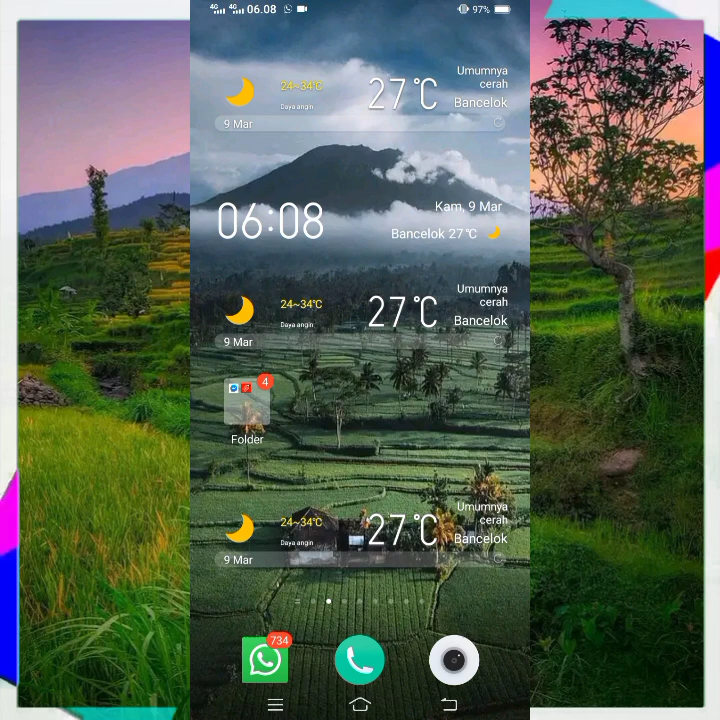 4G 4G 06.08 97%
24~34℃ 27℃ Umumnya
cerah
Daya angin Bancelok
9 Mar
06:08 Kam, 9 Mar
Bancelok 27℃
24~34℃ 27℃ Umumnya
cerah
Daya angin Bancelok
9 Mar
4
Folder
24~34℃ 27℃ Umumnya
cerah
Daya angin Bancelok
9 Mar
734